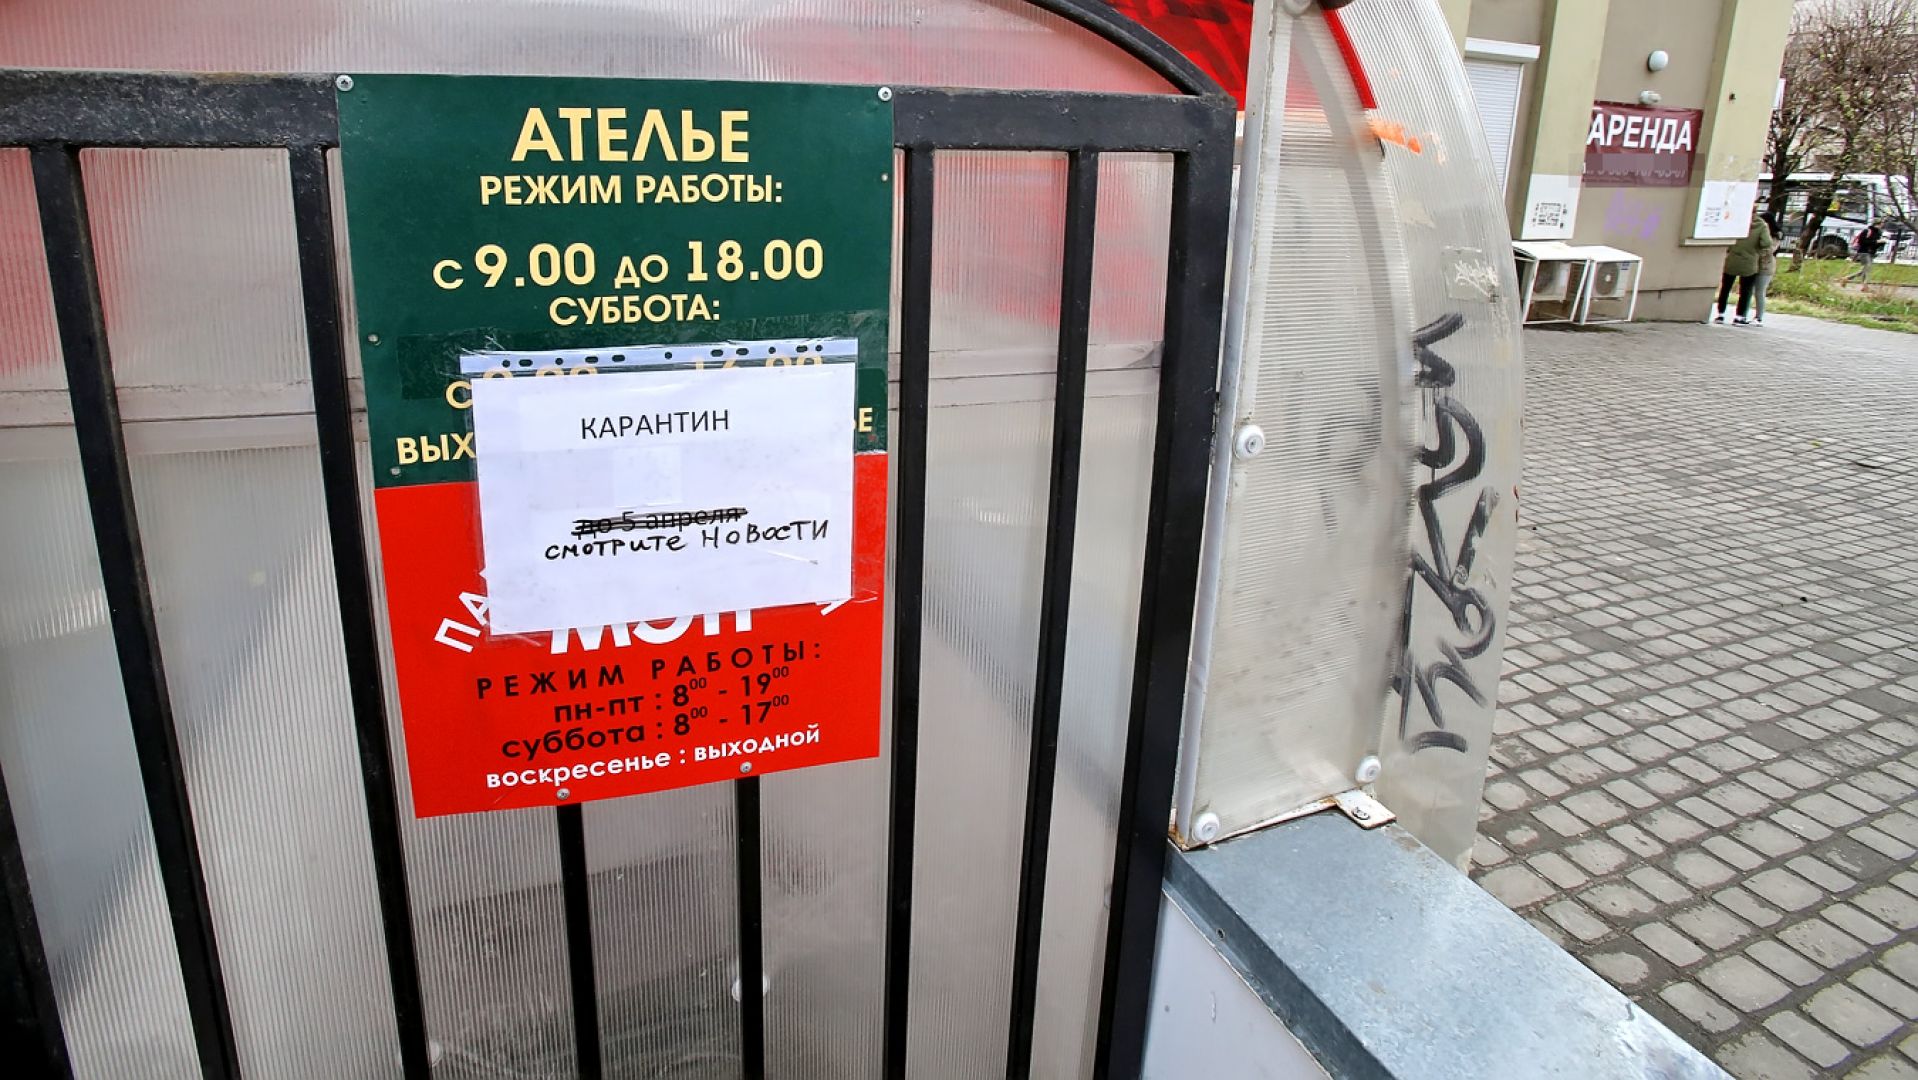 АТЕЛЬЕ
РЕЖИМ РАБОТЫ:
С 9.00 ДО 18.00
СУББОТА:
КАРАНТИН
до 5 апреля
смотрите новости
РЕЖИМ РАБОТЫ:
пн-пт : 8⁰⁰ - 19⁰⁰
суббота : 8⁰⁰ - 17⁰⁰
воскресенье : выходной
АРЕНДА